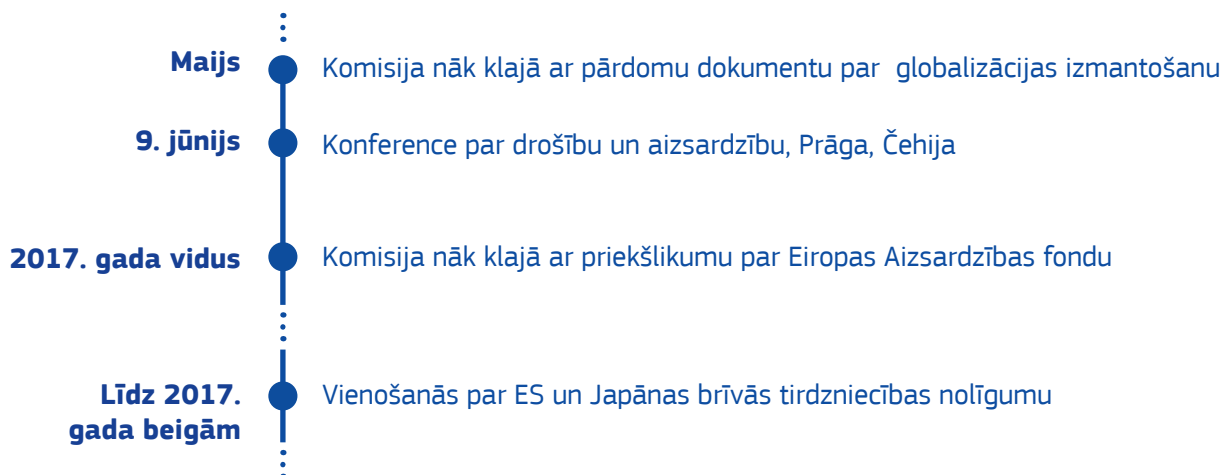 Maijs
Komisija nāk klajā ar pārdomu dokumentu par globalizācijas izmantošanu
9. jūnijs
Konference par drošību un aizsardzību, Prāga, Čehija
2017. gada vidus
Komisija nāk klajā ar priekšlikumu par Eiropas Aizsardzības fondu
Līdz 2017.
gada beigām
Vienošanās par ES un Japānas brīvās tirdzniecības nolīgumu